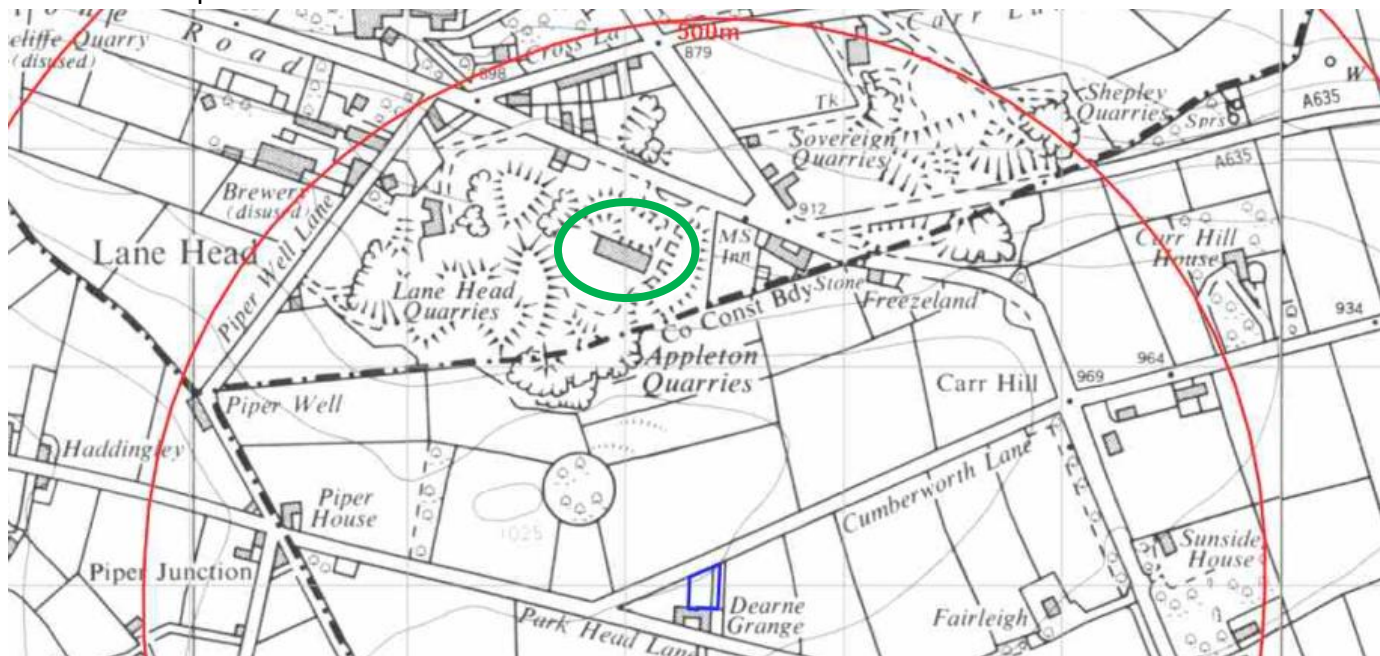 Road
cliffe Quarry
(disused)
Cross La
500m
879
898
Carr La
Tk
Shepley
Quarries
Sprs
W
A635
A635
Sovereign
Quarries
Brewery
(disused)
Piper Well Lane
Lane Head
Lane Head
Quarries
912
MS
Inn
Stone
Freezeland
Co Const Bdy
Carr Hill
House
934
964
969
Appleton
Quarries
Carr Hill
Piper Well
Haddingley
Piper
House
1025
Cumberworth Lane
Piper Junction
Sunside
House
Dearne
Grange
Fairleigh
Park Head Lane